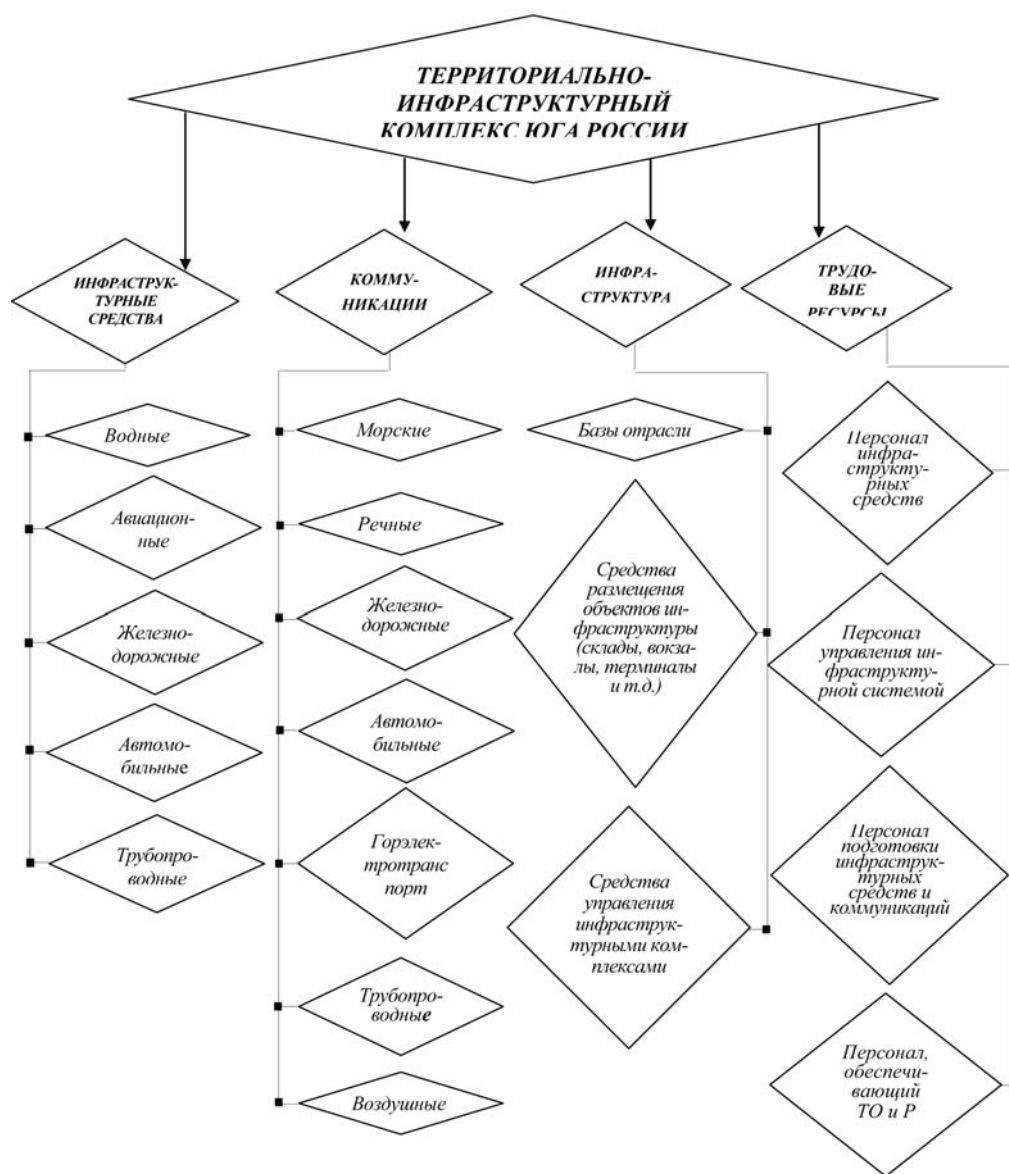 ТЕРРИТОРИАЛЬНО-
ИНФРАСТРУКТУРНЫЙ
КОМПЛЕКС ЮГА РОССИИ
ИНФРАСТРУК-
ТУРНЫЕ
СРЕДСТВА
КОММУ-
НИКАЦИИ
ИНФРА-
СТРУКТУРА
ТРУДО-
ВЫЕ
РЕСУРСЫ
Водные
Авиацион-
ные
Железно-
дорожные
Автомо-
бильные
Трубопро-
водные
Морские
Речные
Железно-
дорожные
Автомо-
бильные
Горэлек-
тротранс
порт
Трубопро-
водные
Воздушные
Базы отрасли
Средства
размещения
объектов ин-
фраструктуры
(склады, вокза-
лы, терминалы
и т.д.)
Средства
управления
инфраструк-
турными ком-
плексами
Персонал
инфра-
структу-
рных
средств
Персонал
управления ин-
фраструкту-
рной системой
Персонал
подготовки
инфраструк-
турных
средств и
коммуникаций
Персонал,
обеспечи-
вающий
ТО и Р